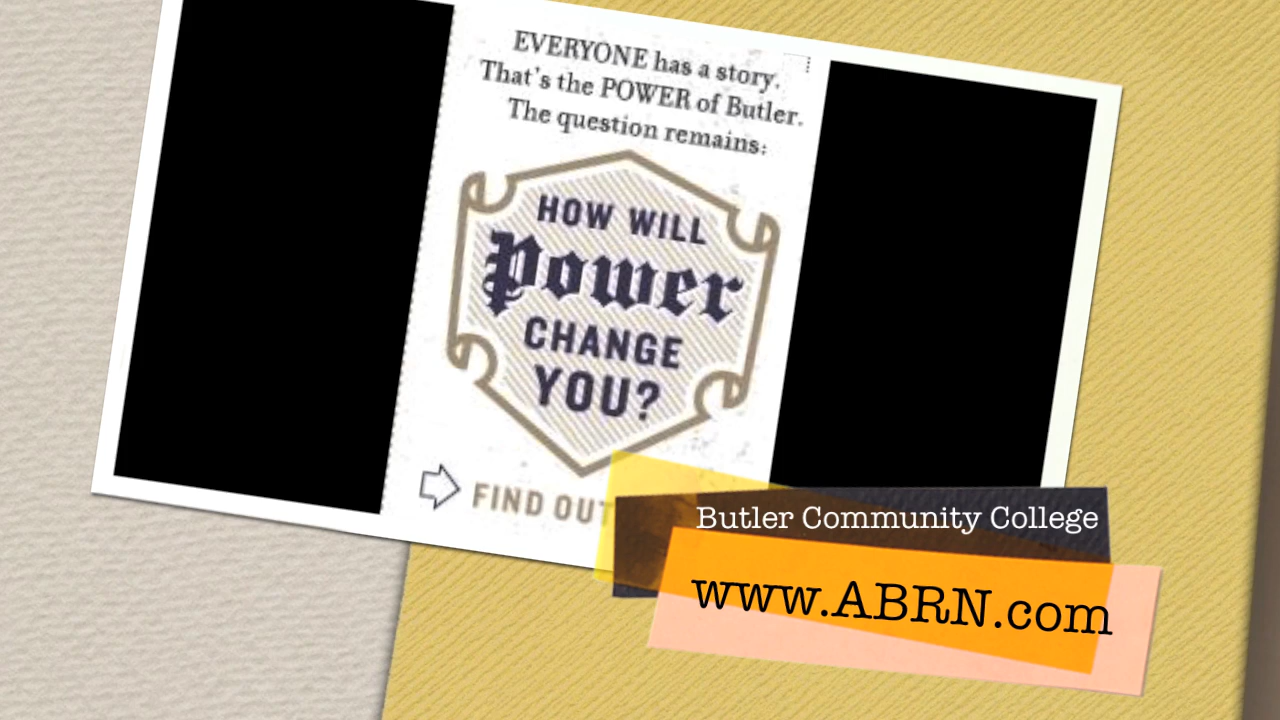 EVERYONE has a story.
That's the POWER of Butler.
The question remains:
HOW WILL
Power
CHANGE
YOU?
FIND OUT
Butler Community College
www.ABRN.com